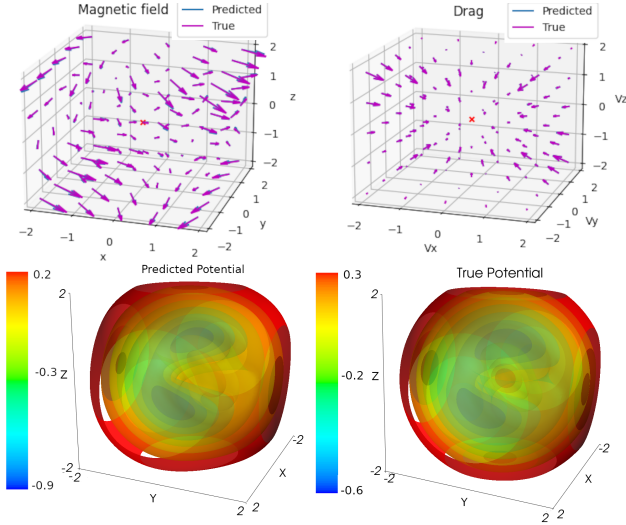 Magnetic field
Predicted
True
2
1
0
z
−1
−2
2
1
0
y
−1
−2
−2
−1
0
1
2
x
Drag
Predicted
True
2
1
0
Vz
−1
−2
2
1
0
Vy
−1
−2
−2
−1
0
1
2
Vx
Predicted Potential
0.2
-0.3
-0.9
2
Z
-2
-2
Y
2
2
X
-2
True Potential
0.3
-0.2
-0.6
2
Z
-2
-2
Y
2
2
X
-2